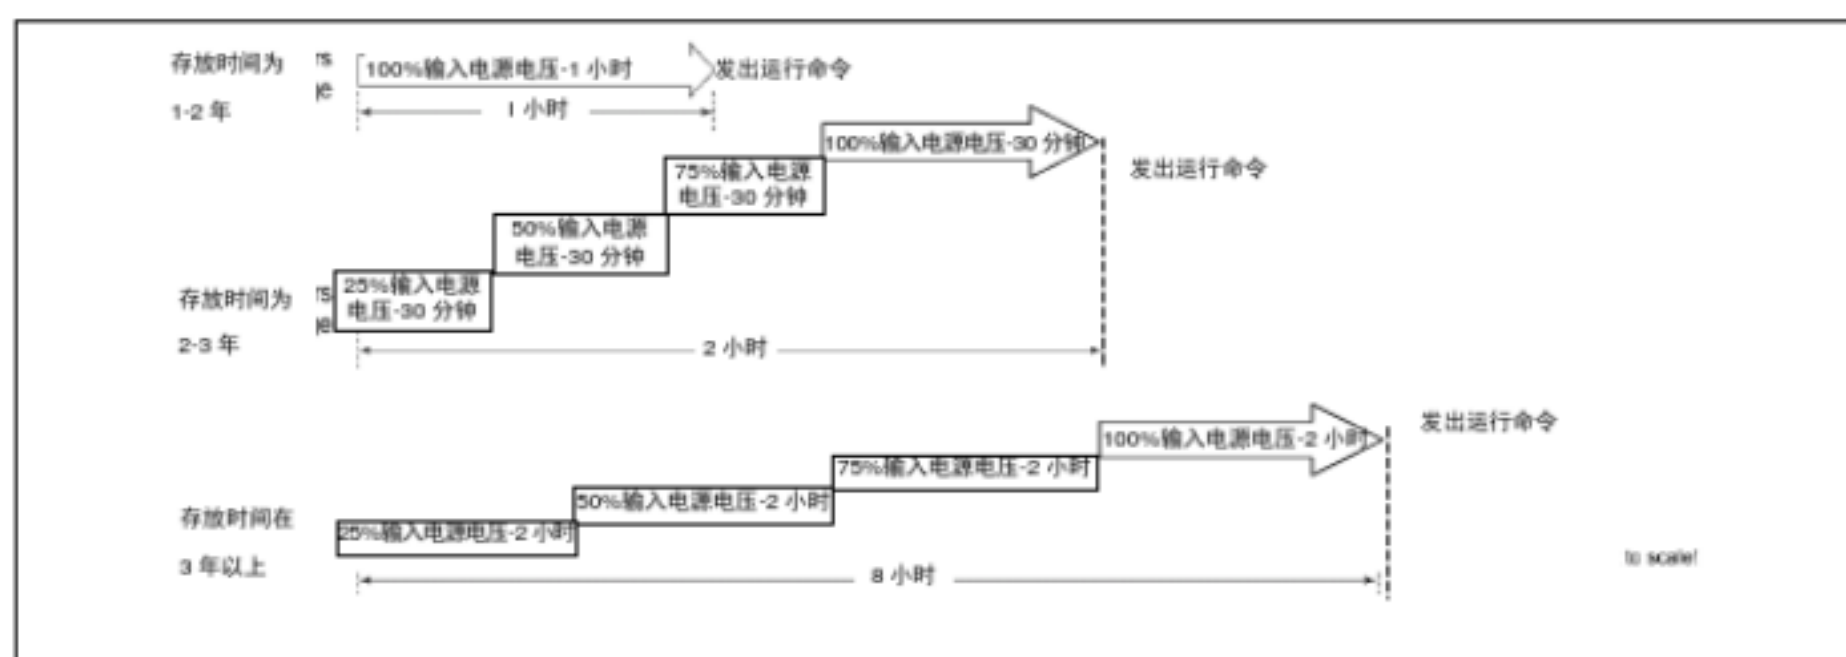 存放时间为
1-2 年
rs
ge
100%输入电源电压-1 小时
发出运行命令
1 小时
100%输入电源电压-30 分钟
发出运行命令
75%输入电源
电压-30 分钟
50%输入电源
电压-30 分钟
25%输入电源
电压-30 分钟
存放时间为
2-3 年
rs
ge
2 小时
100%输入电源电压-2 小时
发出运行命令
75%输入电源电压-2 小时
50%输入电源电压-2 小时
25%输入电源电压-2 小时
存放时间在
3 年以上
8 小时
to scale!